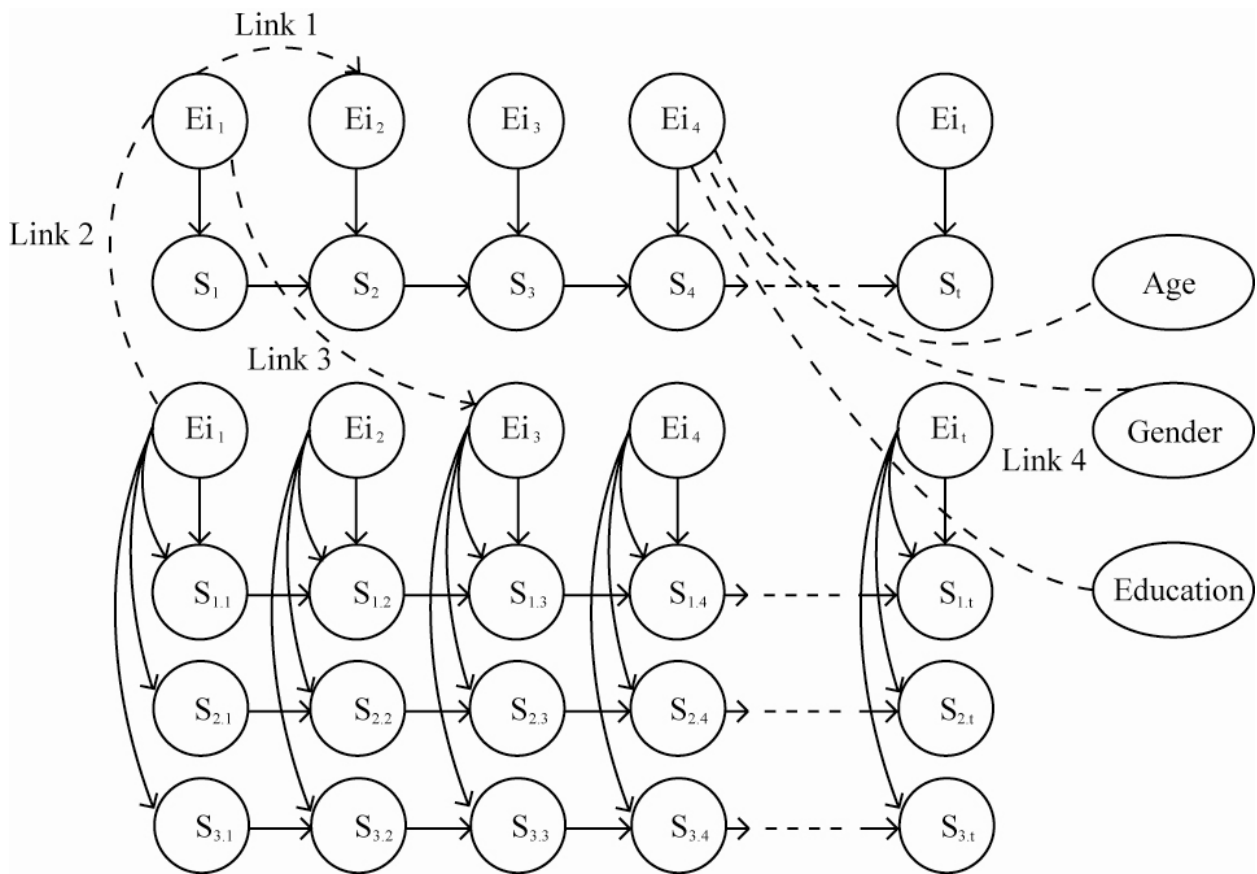 Link 1
Ei₁ Ei₂ Ei₃ Ei₄ Eiₜ
Link 2
S₁ S₂ S₃ S₄ Sₜ Age
Link 3
Ei₁ Ei₂ Ei₃ Ei₄ Eiₜ Gender
Link 4
S₁.₁ S₁.₂ S₁.₃ S₁.₄ S₁.ₜ Education
S₂.₁ S₂.₂ S₂.₃ S₂.₄ S₂.ₜ
S₃.₁ S₃.₂ S₃.₃ S₃.₄ S₃.ₜ